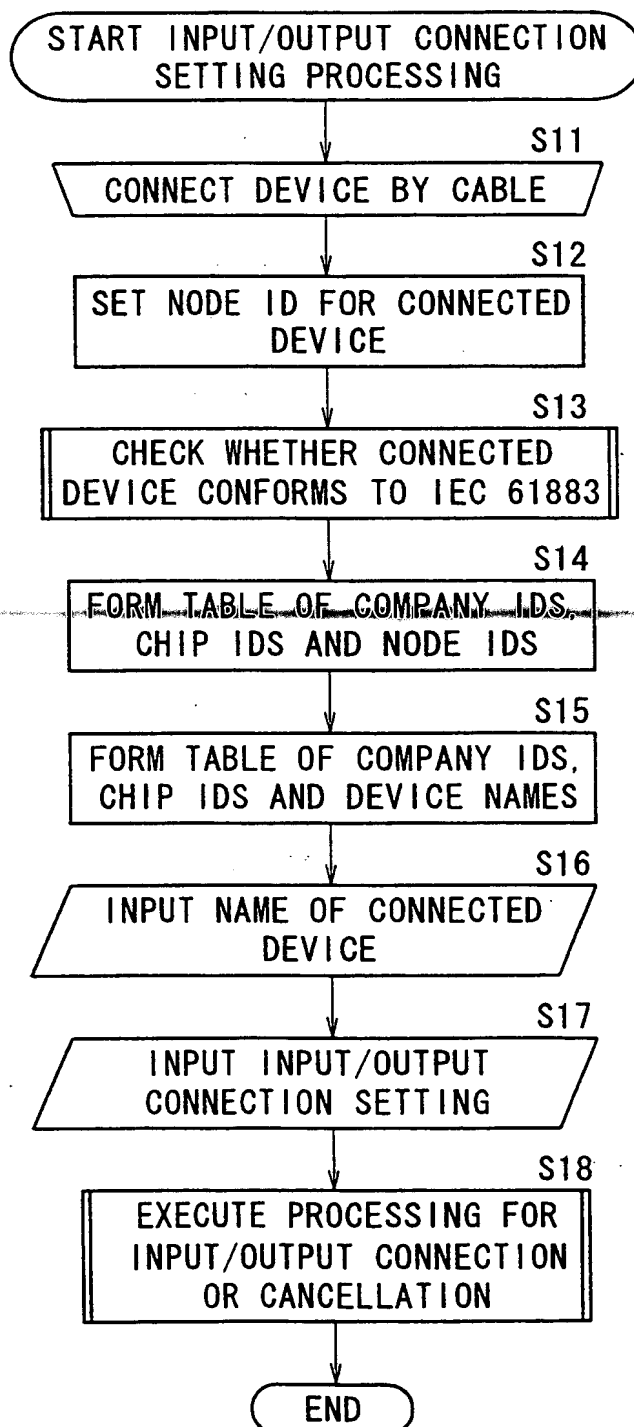 START INPUT/OUTPUT CONNECTION
SETTING PROCESSING
S11
CONNECT DEVICE BY CABLE
S12
SET NODE ID FOR CONNECTED
DEVICE
S13
CHECK WHETHER CONNECTED
DEVICE CONFORMS TO IEC 61883
S14
FORM TABLE OF COMPANY IDS,
CHIP IDS AND NODE IDS
S15
FORM TABLE OF COMPANY IDS,
CHIP IDS AND DEVICE NAMES
S16
INPUT NAME OF CONNECTED
DEVICE
S17
INPUT INPUT/OUTPUT
CONNECTION SETTING
S18
EXECUTE PROCESSING FOR
INPUT/OUTPUT CONNECTION
OR CANCELLATION
END